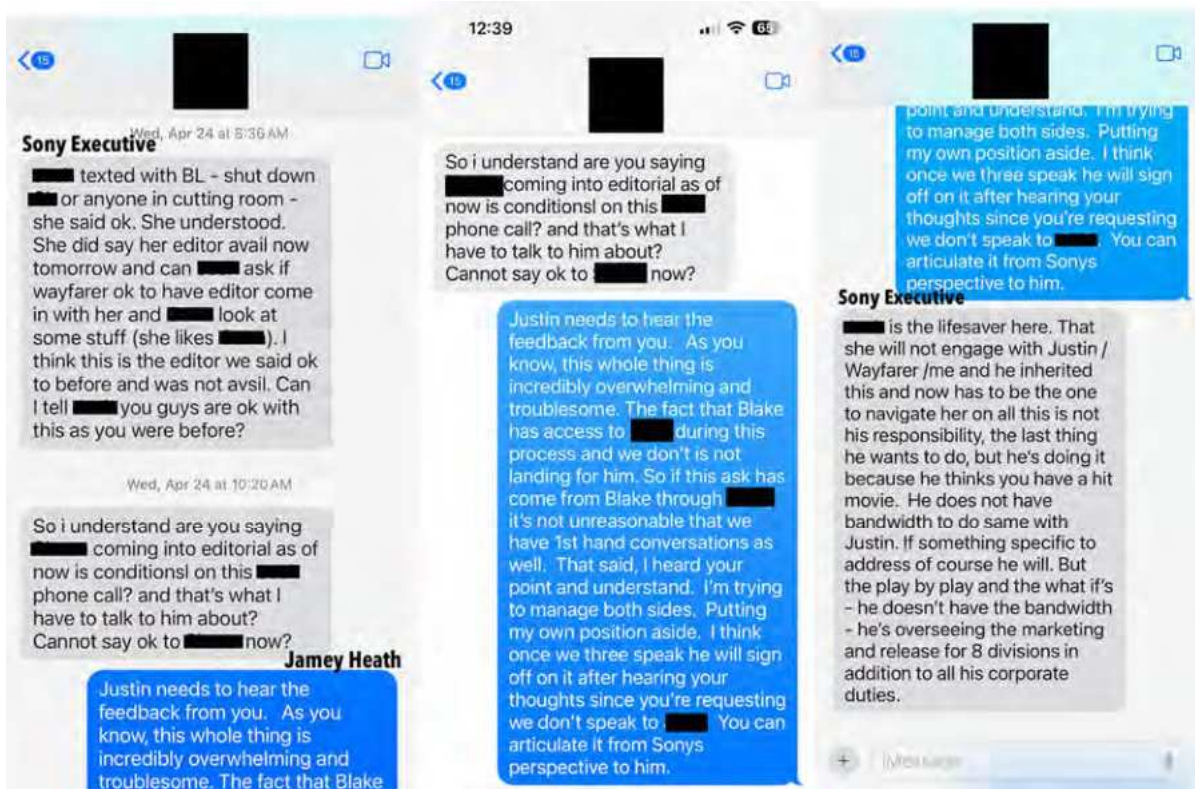 15
Wed, Apr 24 at 8:36 AM
Sony Executive
texted with BL - shut down
or anyone in cutting room -
she said ok. She understood.
She did say her editor avail now
tomorrow and can ask if
wayfarer ok to have editor come
in with her and look at
some stuff (she likes ). I
think this is the editor we said ok
to before and was not avsil. Can
I tell you guys are ok with
this as you were before?
Wed, Apr 24 at 10:20 AM
So i understand are you saying
coming into editorial as of
now is conditionsl on this
phone call? and that's what I
have to talk to him about?
Cannot say ok to now?
Jamey Heath
Justin needs to hear the
feedback from you. As you
know, this whole thing is
incredibly overwhelming and
troublesome. The fact that Blake
12:39
65
15
So i understand are you saying
coming into editorial as of
now is conditionsl on this
phone call? and that's what I
have to talk to him about?
Cannot say ok to now?
Justin needs to hear the
feedback from you. As you
know, this whole thing is
incredibly overwhelming and
troublesome. The fact that Blake
has access to during this
process and we don't is not
landing for him. So if this ask has
come from Blake through
it's not unreasonable that we
have 1st hand conversations as
well. That said, I heard your
point and understand. I'm trying
to manage both sides. Putting
my own position aside. I think
once we three speak he will sign
off on it after hearing your
thoughts since you're requesting
we don't speak to You can
articulate it from Sonys
perspective to him.
15
point and understand. I'm trying
to manage both sides. Putting
my own position aside. I think
once we three speak he will sign
off on it after hearing your
thoughts since you're requesting
we don't speak to . You can
articulate it from Sonys
perspective to him.
Sony Executive
is the lifesaver here. That
she will not engage with Justin /
Wayfarer /me and he inherited
this and now has to be the one
to navigate her on all this is not
his responsibility, the last thing
he wants to do, but he's doing it
because he thinks you have a hit
movie. He does not have
bandwidth to do same with
Justin. If something specific to
address of course he will. But
the play by play and the what if's
- he doesn't have the bandwidth
- he's overseeing the marketing
and release for 8 divisions in
addition to all his corporate
duties.
iMessage